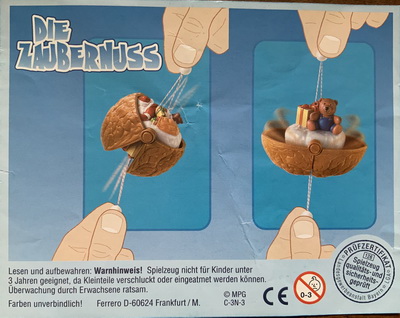 DIE
ZAUBERNUSS
Lesen und aufbewahren: Warnhinweis! Spielzeug nicht für Kinder unter
3 Jahren geeignet, da Kleinteile verschluckt oder eingeatmet werden können.
Überwachung durch Erwachsene ratsam.
Farben unverbindlich! Ferrero D-60624 Frankfurt / M.
© MPG
C-3N-3
CE
0-3
PRÜFZERTIFIKAT
Spielzeug
qualitäts- und
sicherheits-
geprüft